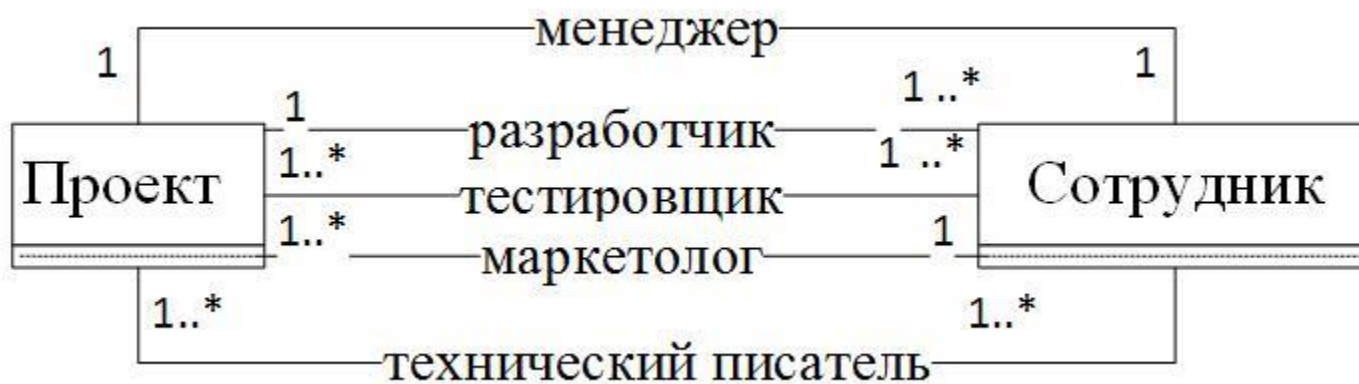 менеджер
1 1
1 1 ..*
разработчик
1..* 1 ..*
Проект тестировщик Сотрудник
1..* 1
маркетолог
1..* 1..*
технический писатель